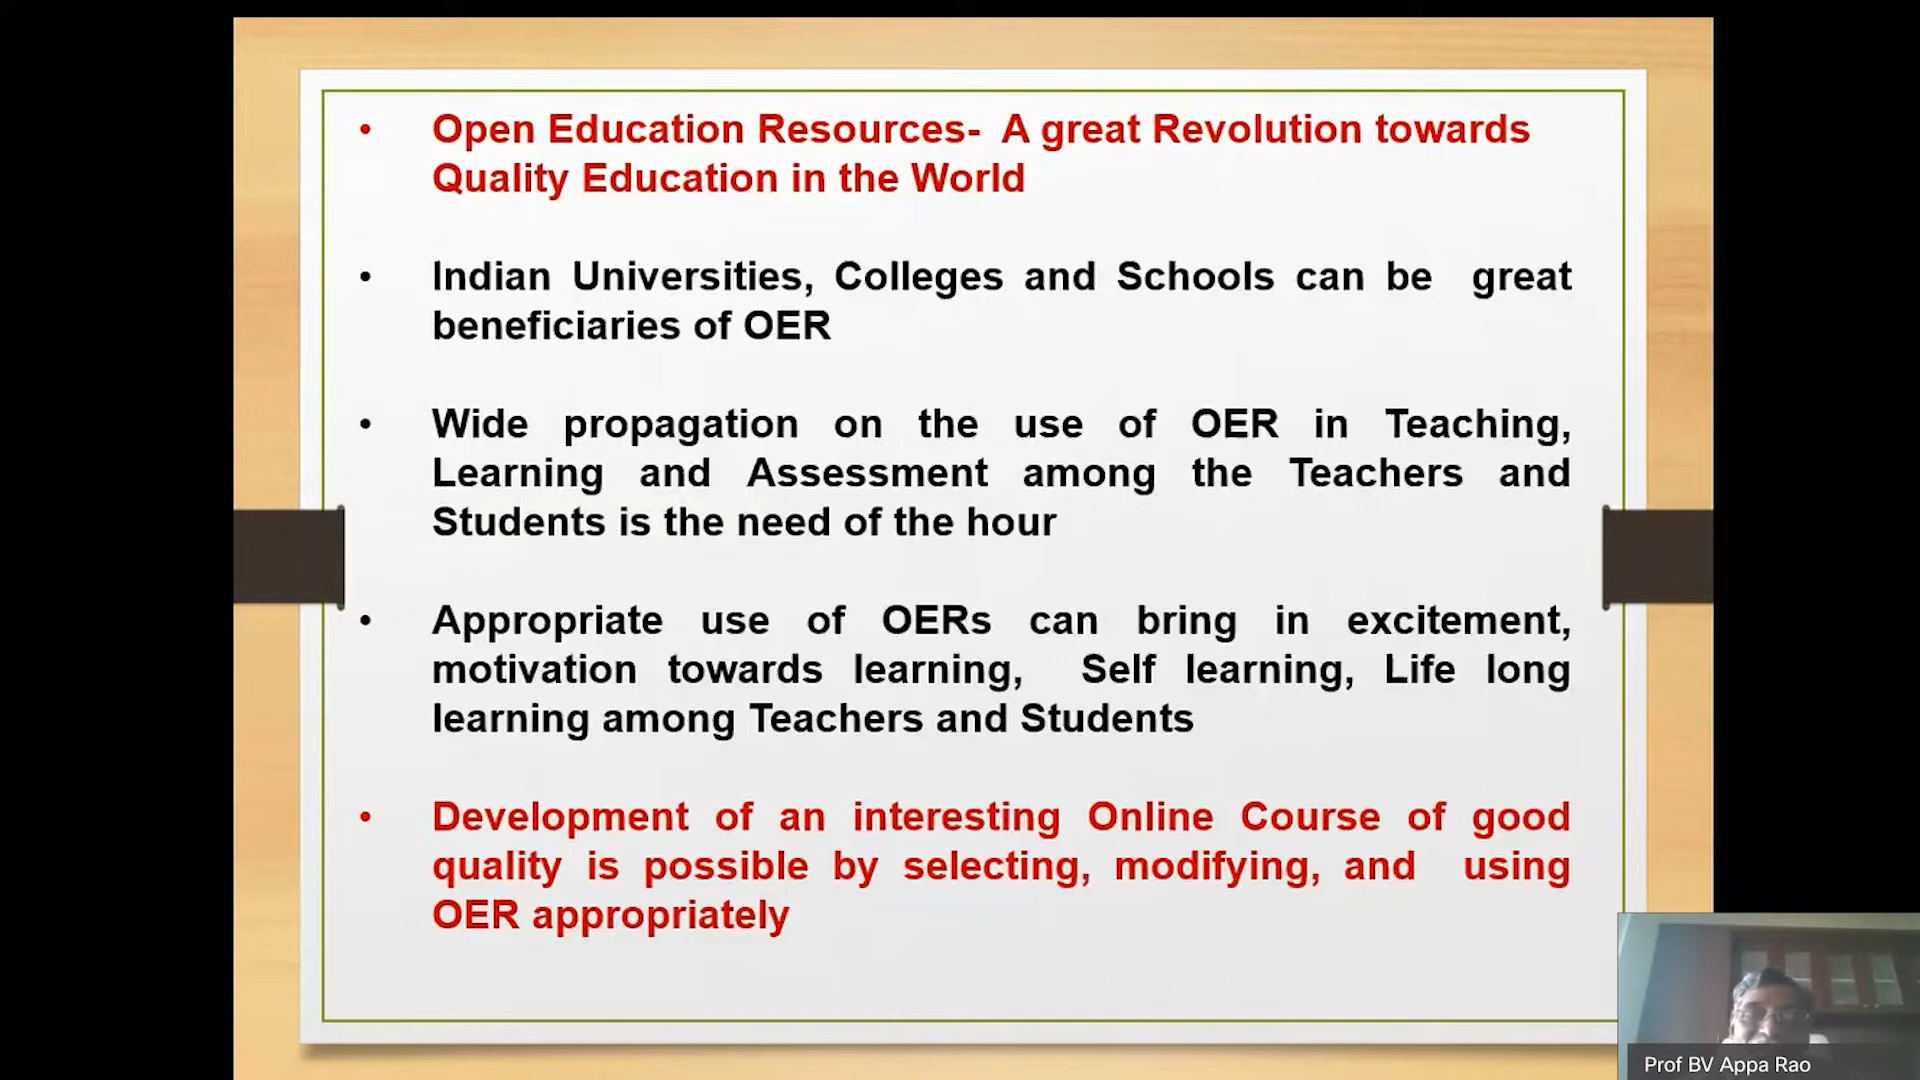 • Open Education Resources- A great Revolution towards
Quality Education in the World
• Indian Universities, Colleges and Schools can be great
beneficiaries of OER
• Wide propagation on the use of OER in Teaching,
Learning and Assessment among the Teachers and
Students is the need of the hour
• Appropriate use of OERs can bring in excitement,
motivation towards learning, Self learning, Life long
learning among Teachers and Students
• Development of an interesting Online Course of good
quality is possible by selecting, modifying, and using
OER appropriately
Prof BV Appa Rao